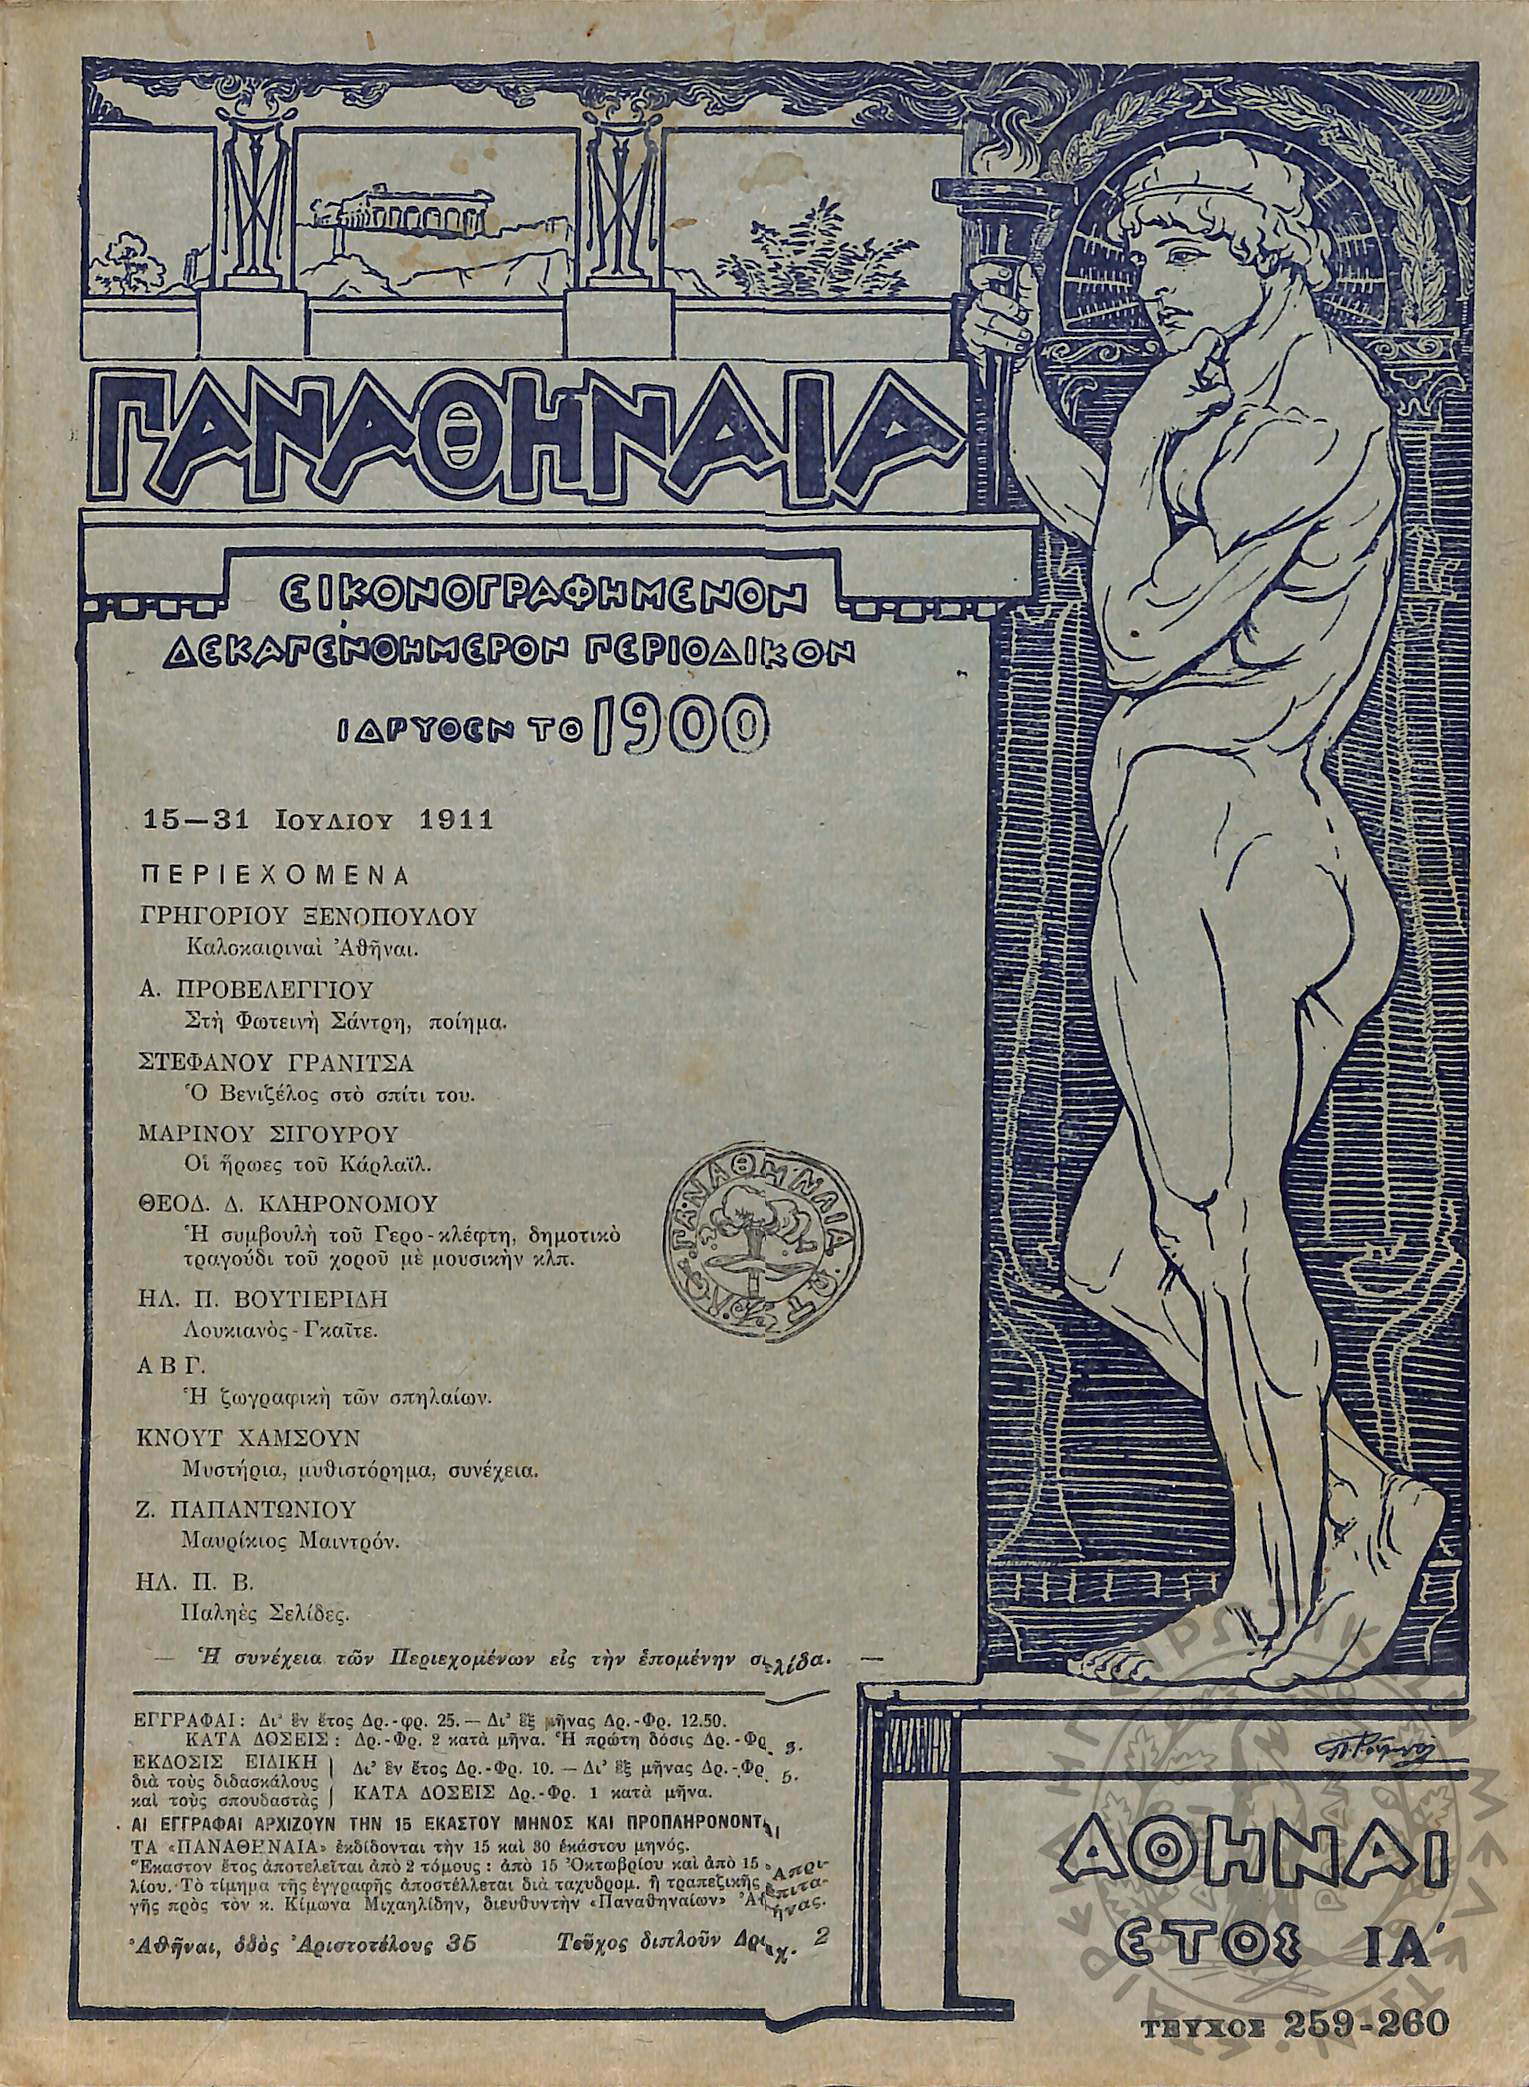 ΠΑΝΑΘΗΝΑΙΑ
ΕΙΚΟΝΟΓΡΑΦΗΜΕΝΟΝ
ΔΕΚΑΠΕΝΘΗΜΕΡΟΝ ΠΕΡΙΟΔΙΚΟΝ
ΙΔΡΥΘΕΝ ΤΟ 1900
15—31 ΙΟΥΛΙΟΥ 1911
ΠΕΡΙΕΧΟΜΕΝΑ
ΓΡΗΓΟΡΙΟΥ ΞΕΝΟΠΟΥΛΟΥ
Καλοκαιριναὶ Ἀθῆναι.
Α. ΠΡΟΒΕΛΕΓΓΙΟΥ
Στὴ Φωτεινὴ Σάντρη, ποίημα.
ΣΤΕΦΑΝΟΥ ΓΡΑΝΙΤΣΑ
Ὁ Βενιζέλος στὸ σπίτι του.
ΜΑΡΙΝΟΥ ΣΙΓΟΥΡΟΥ
Οἱ ἥρωες τοῦ Κάρλαϊλ.
ΘΕΟΔ. Δ. ΚΛΗΡΟΝΟΜΟΥ
Ἡ συμβουλὴ τοῦ Γερο-κλέφτη, δημοτικὸ
τραγούδι τοῦ χοροῦ μὲ μουσικὴν κλπ.
ΗΛ. Π. ΒΟΥΤΙΕΡΙΔΗ
Λουκιανὸς - Γκαῖτε.
ΑΒΓ.
Ἡ ζωγραφικὴ τῶν σπηλαίων.
ΚΝΟΥΤ ΧΑΜΣΟΥΝ
Μυστήρια, μυθιστόρημα, συνέχεια.
Ζ. ΠΑΠΑΝΤΩΝΙΟΥ
Μαυρίκιος Μαιντρόν.
ΗΛ. Π. Β.
Παληὲς Σελίδες.
— Ἡ συνέχεια τῶν Περιεχομένων εἰς τὴν ἑπομένην σελίδα. —
ΕΓΓΡΑΦΑΙ: Δι' ἓν ἔτος Δρ.-φρ. 25. — Δι' ἓξ μῆνας Δρ.-Φρ. 12.50.
ΚΑΤΑ ΔΟΣΕΙΣ: Δρ.-Φρ. 2 κατὰ μῆνα. Ἡ πρώτη δόσις Δρ.-Φρ. 3.
ΕΚΔΟΣΙΣ ΕΙΔΙΚΗ
διὰ τοὺς διδασκάλους
καὶ τοὺς σπουδαστὰς
Δι' ἓν ἔτος Δρ.-Φρ. 10. — Δι' ἓξ μῆνας Δρ.-Φρ. 5.
ΚΑΤΑ ΔΟΣΕΙΣ Δρ.-Φρ. 1 κατὰ μῆνα.
ΑΙ ΕΓΓΡΑΦΑΙ ΑΡΧΙΖΟΥΝ ΤΗΝ 15 ΕΚΑΣΤΟΥ ΜΗΝΟΣ ΚΑΙ ΠΡΟΠΛΗΡΟΝΟΝΤΑΙ
ΤΑ «ΠΑΝΑΘΗΝΑΙΑ» ἐκδίδονται τὴν 15 καὶ 30 ἑκάστου μηνός.
Ἕκαστον ἔτος ἀποτελεῖται ἀπὸ 2 τόμους: ἀπὸ 15 Ὀκτωβρίου καὶ ἀπὸ 15 Ἀπρι-
λίου. Τὸ τίμημα τῆς ἐγγραφῆς ἀποστέλλεται διὰ ταχυδρομ. ἢ τραπεζικῆς ἐπιτα-
γῆς πρὸς τὸν κ. Κίμωνα Μιχαηλίδην, διευθυντὴν «Παναθηναίων» Ἀθήνας.
Ἀθῆναι, ὁδὸς Ἀριστοτέλους 35 Τεῦχος διπλοῦν Δραχ. 2
ΠΑΝΑΘΗΝΑΙΑ
ΑΘΗΝΑΙ
ΕΤΟΣ ΙΑ΄
ΤΕΥΧΟΣ 259-260